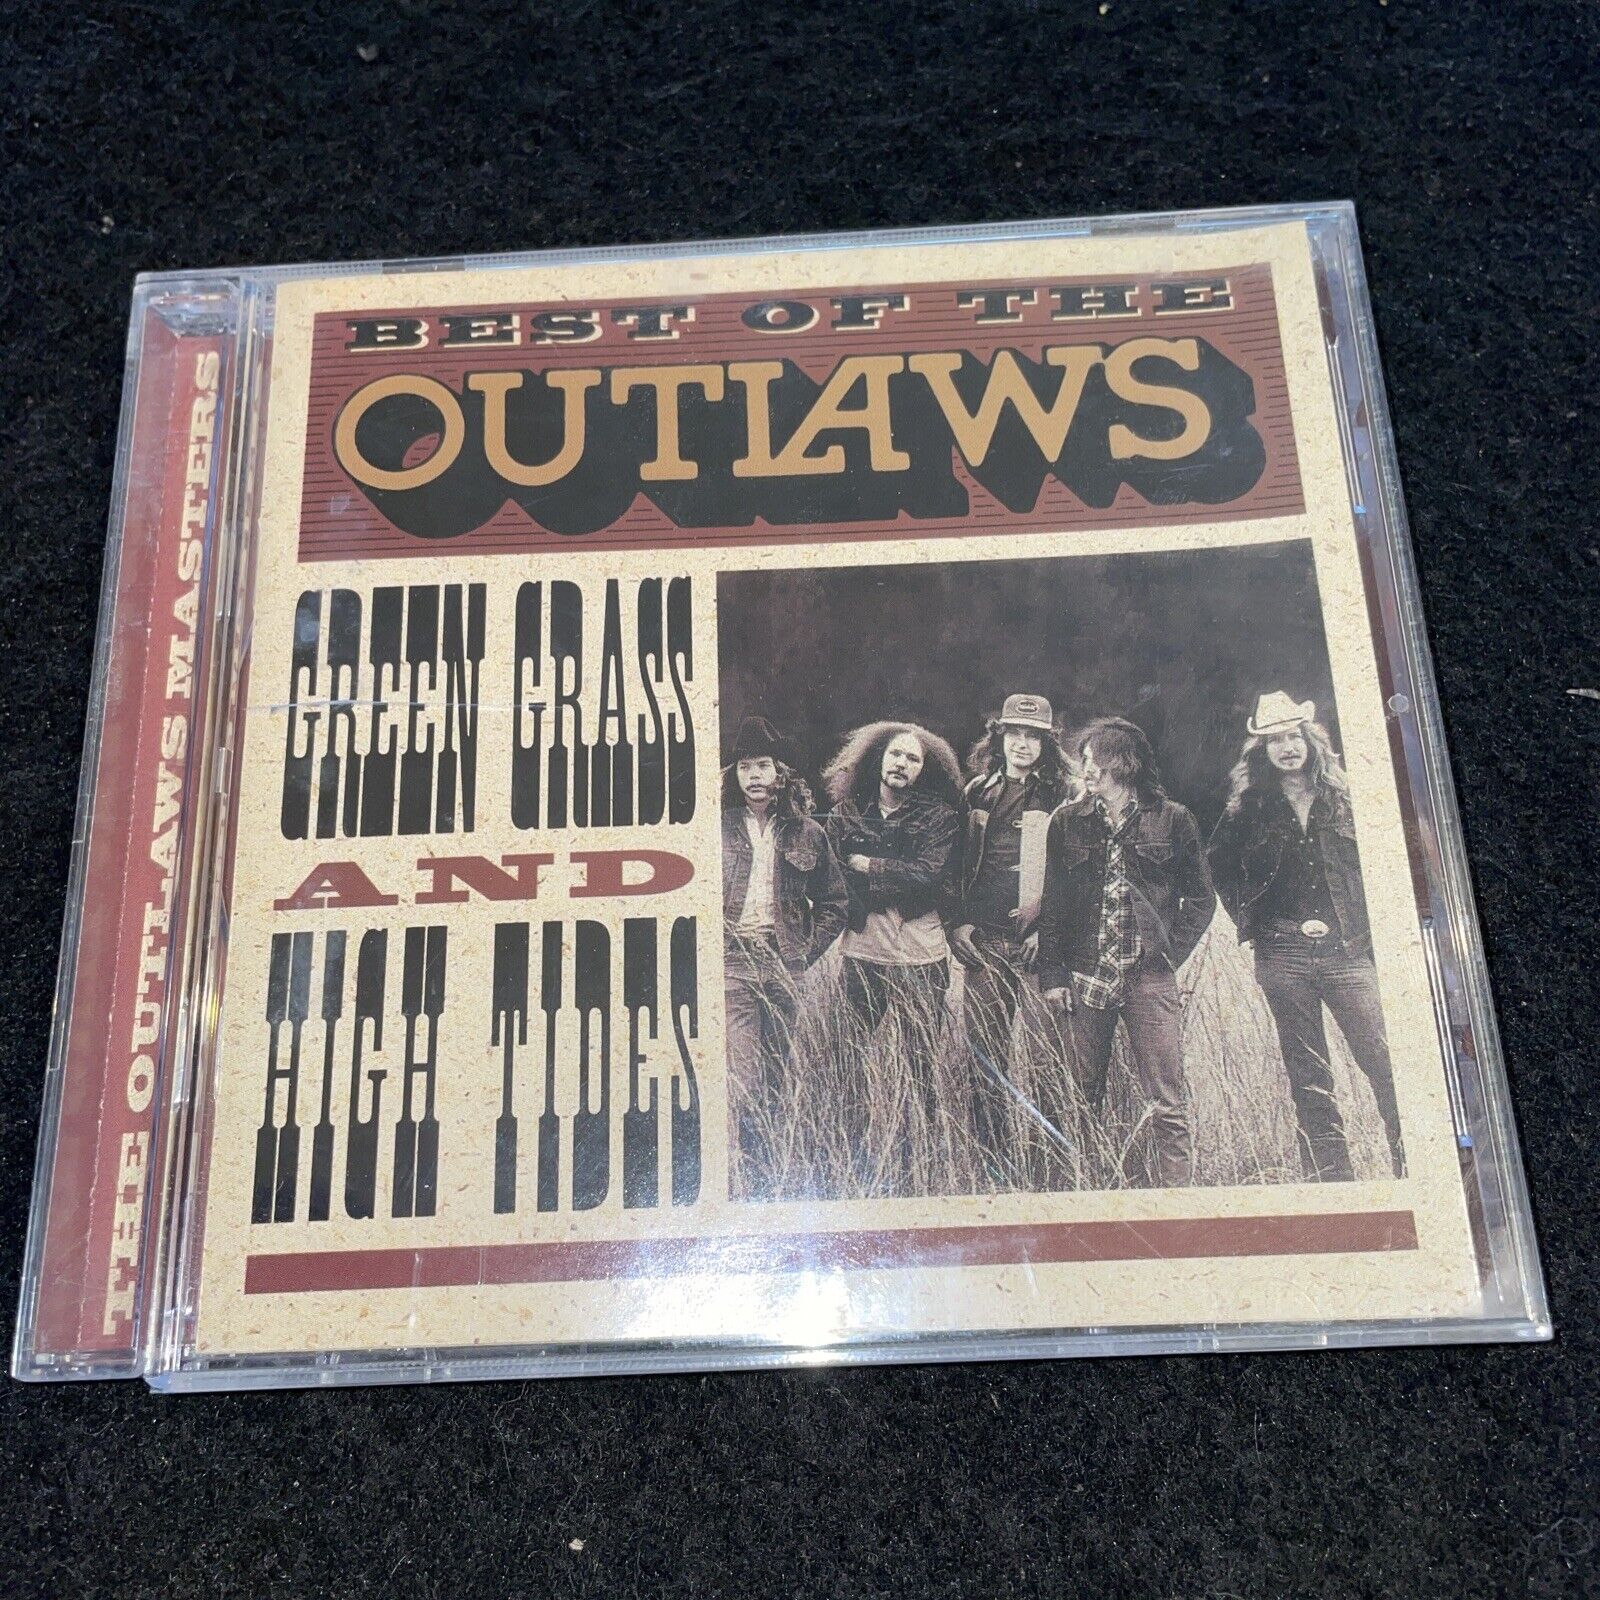 BEST OF THE
OUTLAWS
GREEN GRASS
AND
HIGH TIDES
THE OUTLAWS MASTERS